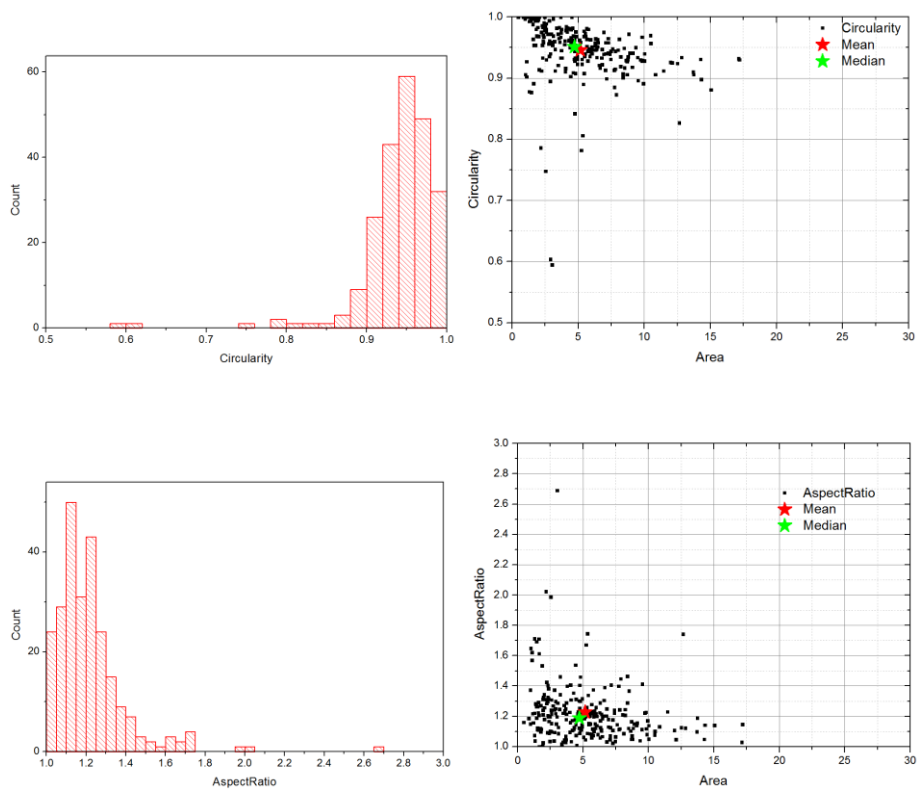 60
40
20
0
Count
0.5 0.6 0.7 0.8 0.9 1.0
Circularity
1.0
0.9
0.8
0.7
0.6
0.5
Circularity
Circularity
Mean
Median
0 5 10 15 20 25 30
Area
40
20
0
Count
1.0 1.2 1.4 1.6 1.8 2.0 2.2 2.4 2.6 2.8 3.0
AspectRatio
3.0
2.8
2.6
2.4
2.2
2.0
1.8
1.6
1.4
1.2
1.0
AspectRatio
AspectRatio
Mean
Median
0 5 10 15 20 25 30
Area